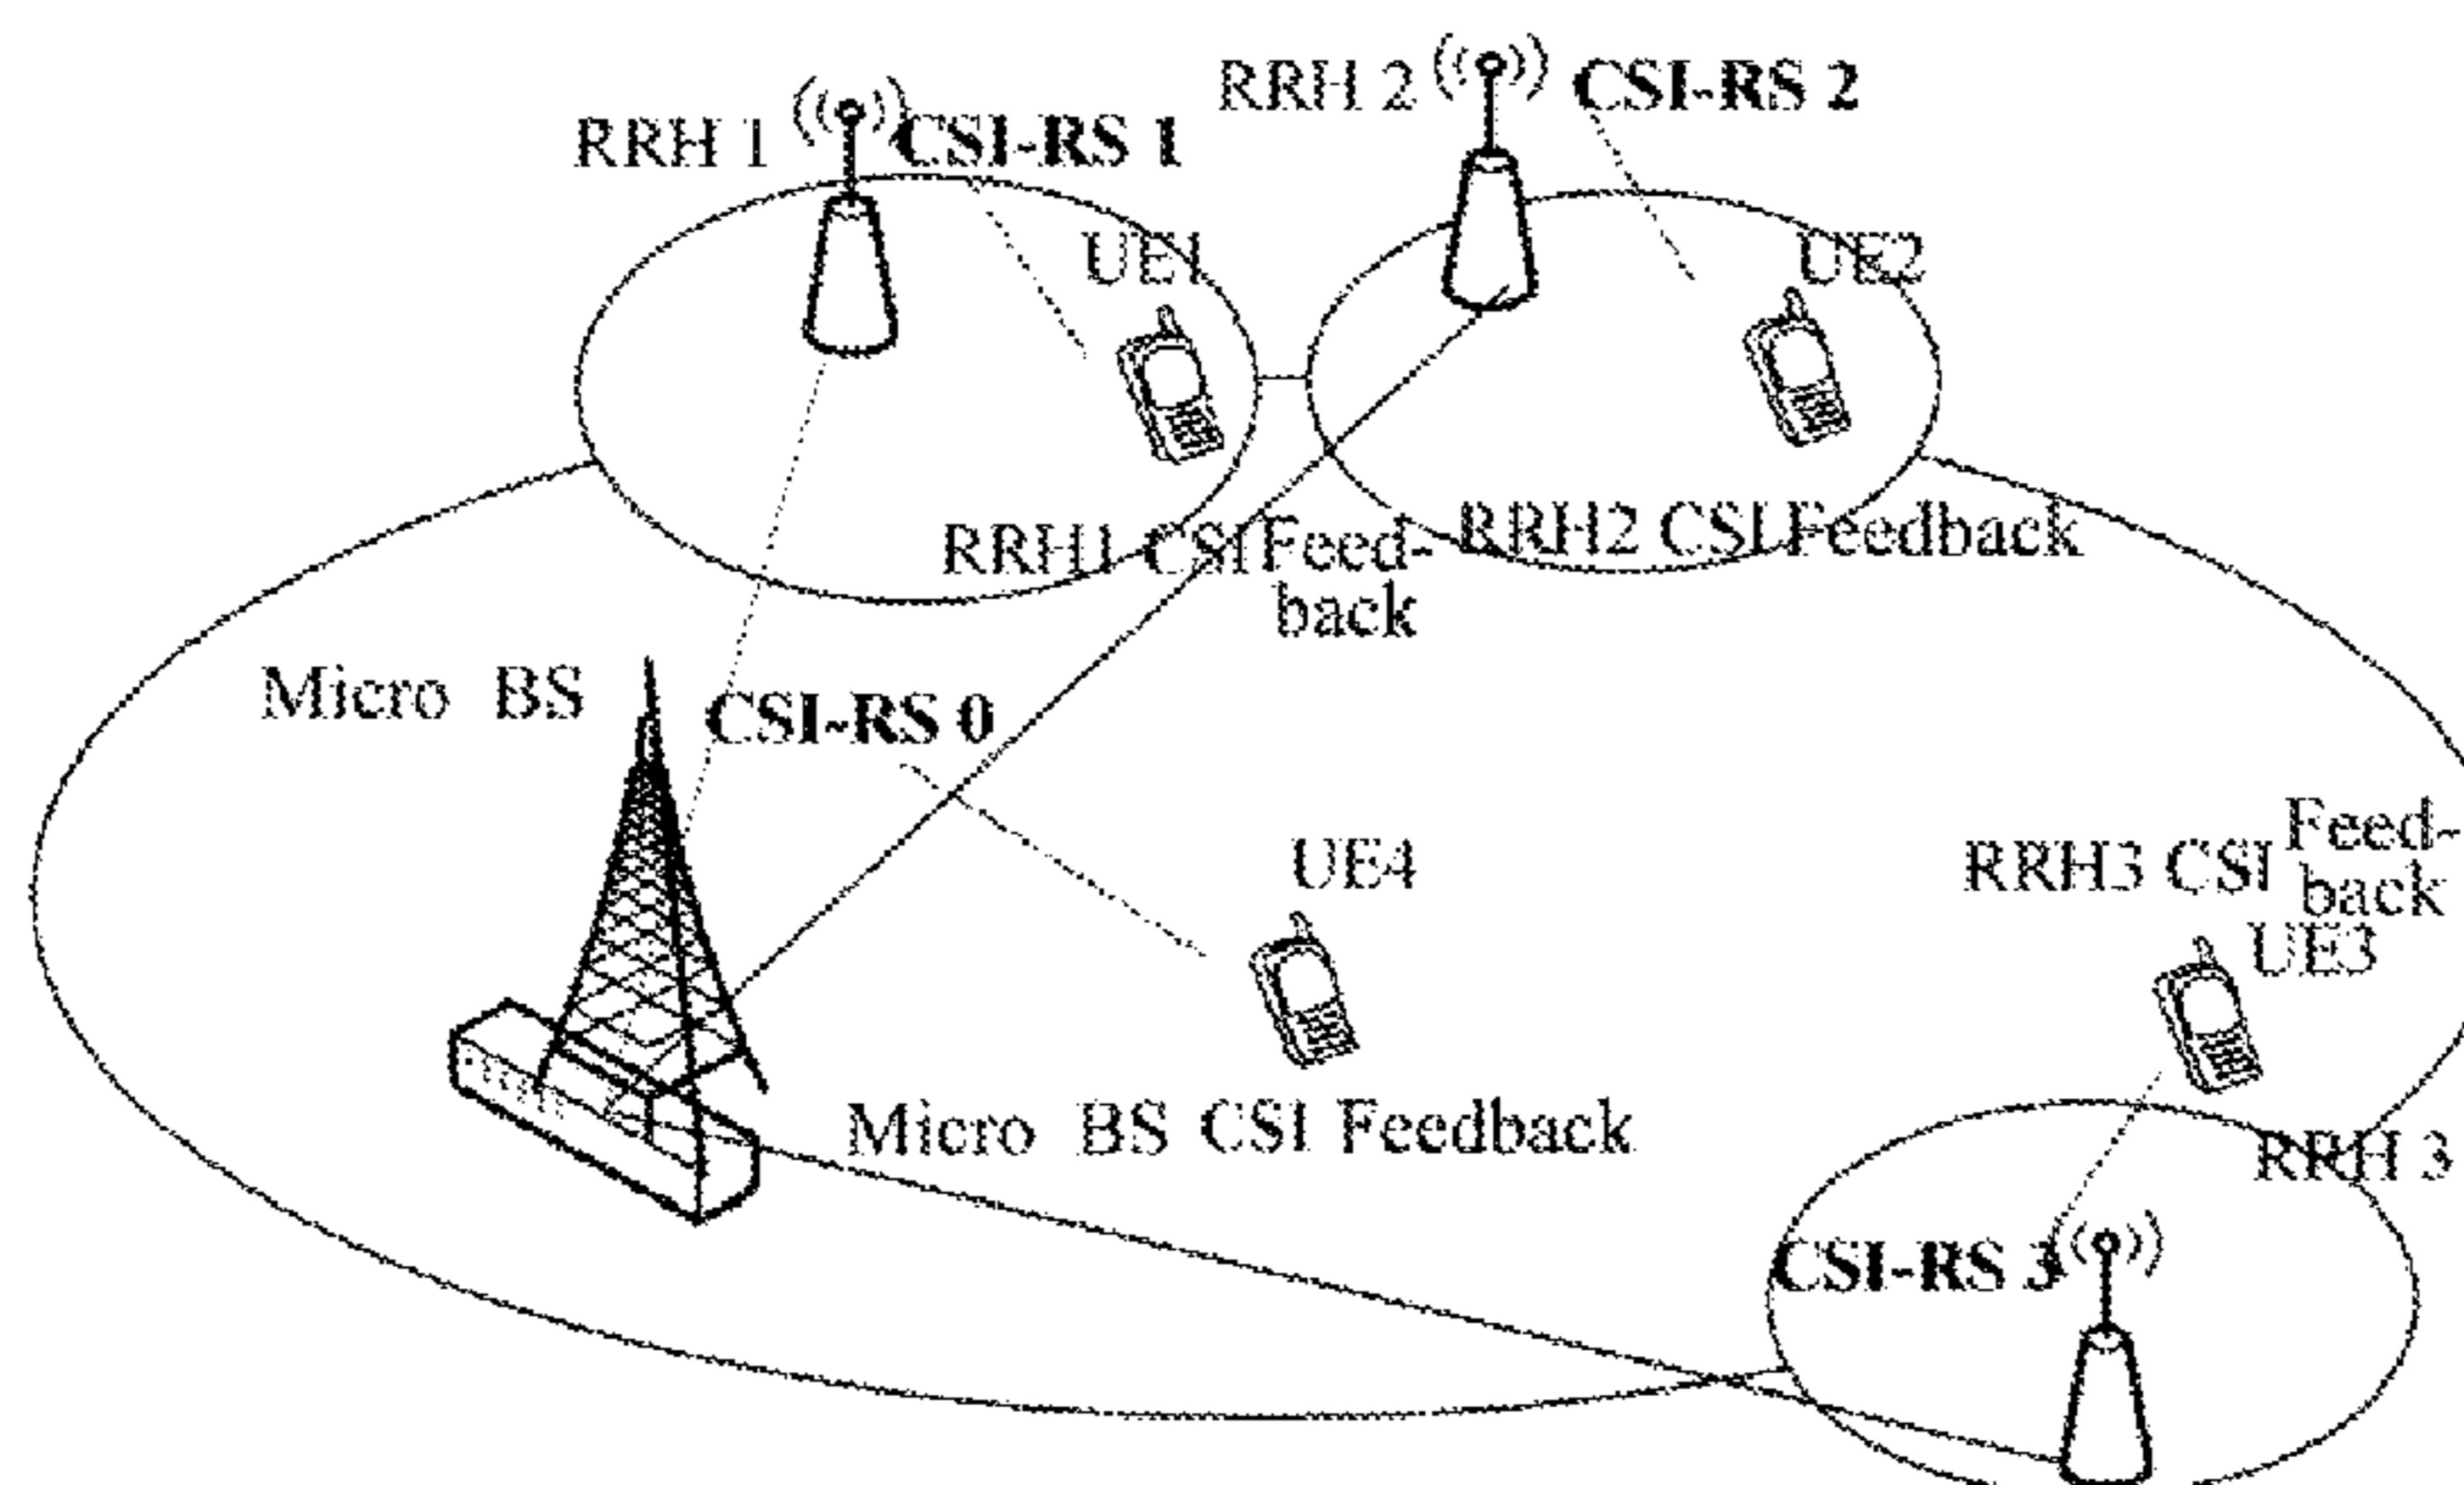 RRH 1
CSI-RS 1
RRH 2
CSI-RS 2
UE1
UE2
RRH1 CSI Feed-
back
RRH2 CSI Feedback
Micro BS
CSI-RS 0
UE4
RRH3 CSI Feed-
back
UE3
Micro BS CSI Feedback
RRH 3
CSI-RS 3